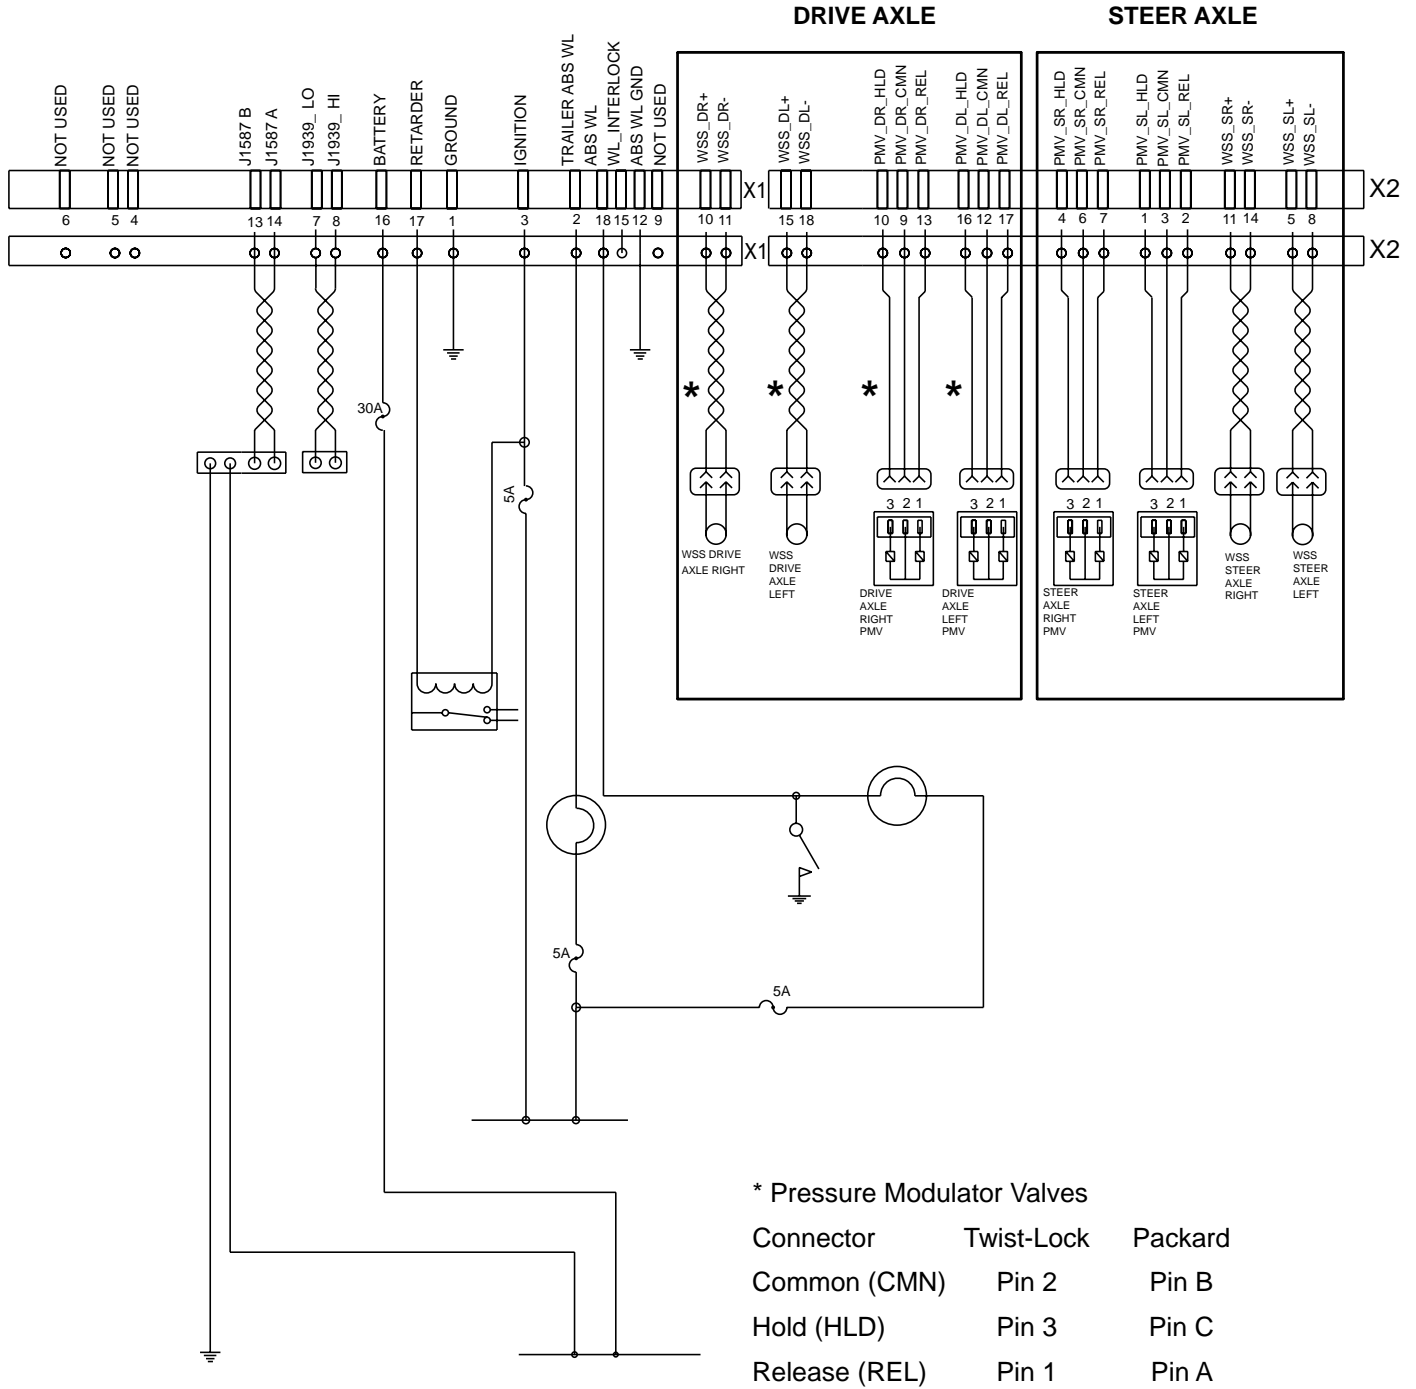 DRIVE AXLE STEER AXLE
NOT USED
NOT USED
NOT USED
J1587 B
J1587 A
J1939_ LO
J1939_ HI
BATTERY
RETARDER
GROUND
IGNITION
TRAILER ABS WL
ABS WL
WL_INTERLOCK
ABS WL GND
NOT USED
WSS_DR+
WSS_DR-
WSS_DL+
WSS_DL-
PMV_DR_HLD
PMV_DR_CMN
PMV_DR_REL
PMV_DL_HLD
PMV_DL_CMN
PMV_DL_REL
PMV_SR_HLD
PMV_SR_CMN
PMV_SR_REL
PMV_SL_HLD
PMV_SL_CMN
PMV_SL_REL
WSS_SR+
WSS_SR-
WSS_SL+
WSS_SL-
X1 X2
6 5 4 13 14 7 8 16 17 1 3 2 18 15 12 9 10 11 15 18 10 9 13 16 12 17 4 6 7 1 3 2 11 14 5 8
X1 X2
* * * *
30A
5A
3 2 1
3 2 1
3 2 1
3 2 1
WSS DRIVE
AXLE RIGHT
WSS
DRIVE
AXLE
LEFT
DRIVE
AXLE
RIGHT
PMV
DRIVE
AXLE
LEFT
PMV
STEER
AXLE
RIGHT
PMV
STEER
AXLE
LEFT
PMV
WSS
STEER
AXLE
RIGHT
WSS
STEER
AXLE
LEFT
5A
5A
* Pressure Modulator Valves
Connector Twist-Lock Packard
Common (CMN) Pin 2 Pin B
Hold (HLD) Pin 3 Pin C
Release (REL) Pin 1 Pin A